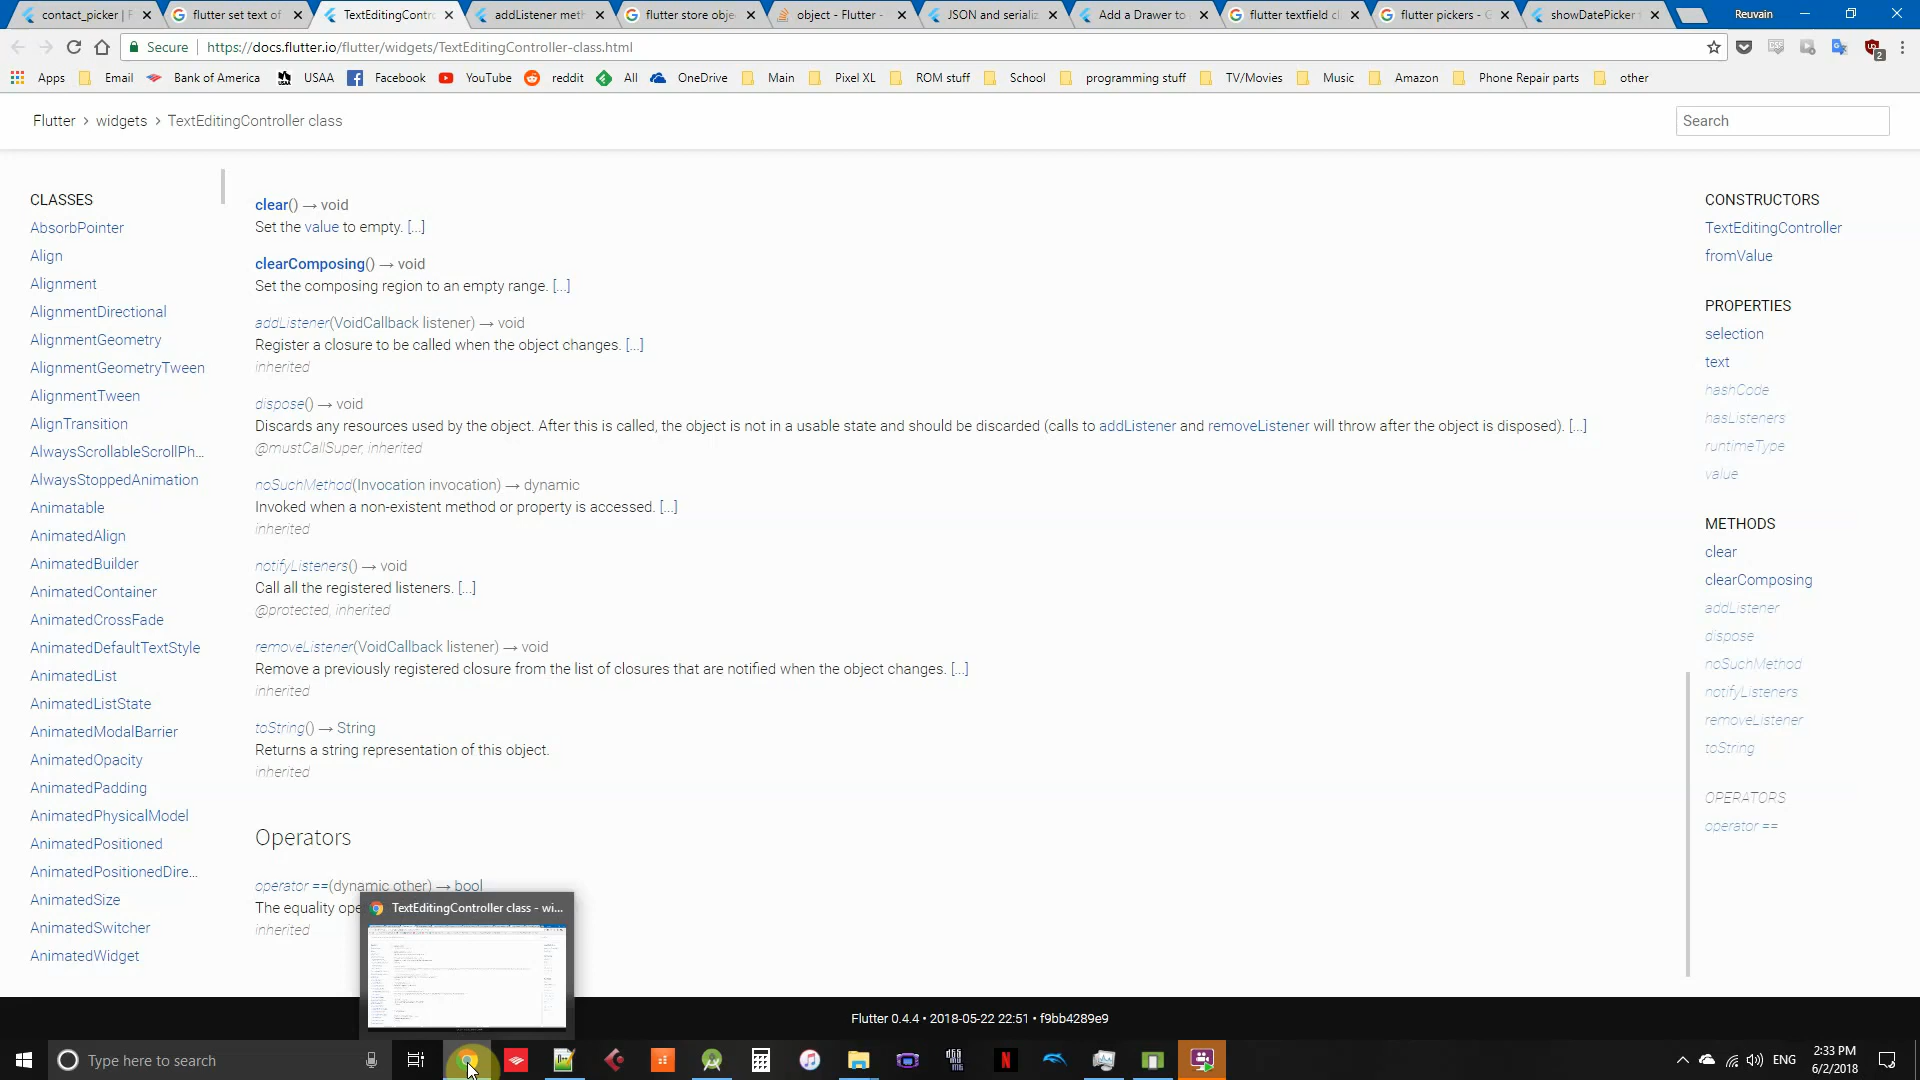 contact_picker | F
flutter set text of
TextEditingContro
addListener meth
flutter store obje
object - Flutter -
JSON and serializ
Add a Drawer to
flutter textfield cl
flutter pickers - G
showDatePicker f
Reuvain
Secure
https://docs.flutter.io/flutter/widgets/TextEditingController-class.html
2
Apps
Email
Bank of America
USAA
Facebook
YouTube
reddit
All
OneDrive
Main
Pixel XL
ROM stuff
School
programming stuff
TV/Movies
Music
Amazon
Phone Repair parts
other
Flutter › widgets › TextEditingController class
Search
CLASSES
AbsorbPointer
Align
Alignment
AlignmentDirectional
AlignmentGeometry
AlignmentGeometryTween
AlignmentTween
AlignTransition
AlwaysScrollableScrollPh...
AlwaysStoppedAnimation
Animatable
AnimatedAlign
AnimatedBuilder
AnimatedContainer
AnimatedCrossFade
AnimatedDefaultTextStyle
AnimatedList
AnimatedListState
AnimatedModalBarrier
AnimatedOpacity
AnimatedPadding
AnimatedPhysicalModel
AnimatedPositioned
AnimatedPositionedDire...
AnimatedSize
AnimatedSwitcher
AnimatedWidget
clear() → void
Set the value to empty. [...]
clearComposing() → void
Set the composing region to an empty range. [...]
addListener(VoidCallback listener) → void
Register a closure to be called when the object changes. [...]
inherited
dispose() → void
Discards any resources used by the object. After this is called, the object is not in a usable state and should be discarded (calls to addListener and removeListener will throw after the object is disposed). [...]
@mustCallSuper, inherited
noSuchMethod(Invocation invocation) → dynamic
Invoked when a non-existent method or property is accessed. [...]
inherited
notifyListeners() → void
Call all the registered listeners. [...]
@protected, inherited
removeListener(VoidCallback listener) → void
Remove a previously registered closure from the list of closures that are notified when the object changes. [...]
inherited
toString() → String
Returns a string representation of this object.
inherited
Operators
operator ==(dynamic other) → bool
The equality ope
inherited
TextEditingController class - wi...
CONSTRUCTORS
TextEditingController
fromValue
PROPERTIES
selection
text
hashCode
hasListeners
runtimeType
value
METHODS
clear
clearComposing
addListener
dispose
noSuchMethod
notifyListeners
removeListener
toString
OPERATORS
operator ==
Flutter 0.4.4 • 2018-05-22 22:51 • f9bb4289e9
Type here to search
ENG
2:33 PM
6/2/2018